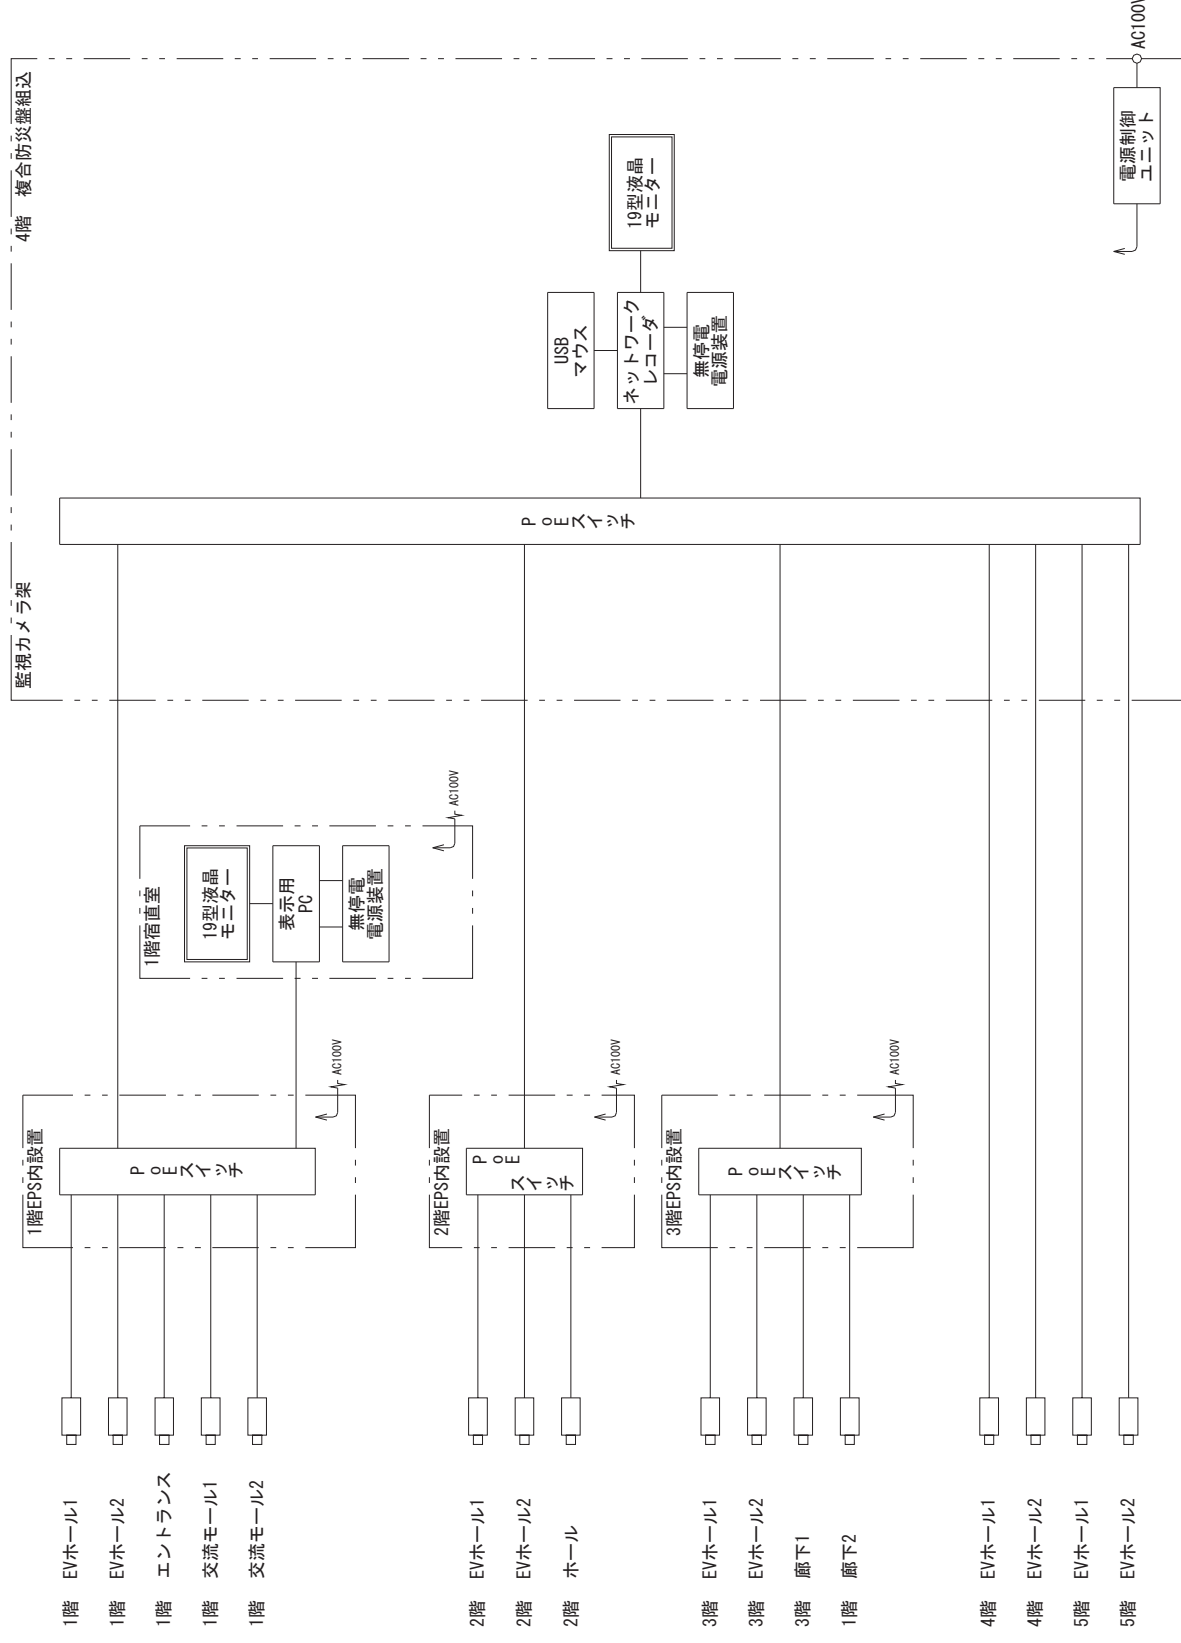 1階 EVホール1
1階 EVホール2
1階 エントランス
1階 交流モール1
1階 交流モール2
2階 EVホール1
2階 EVホール2
2階 ホール
3階 EVホール1
3階 EVホール2
3階 廊下1
1階 廊下2
4階 EVホール1
4階 EVホール2
5階 EVホール1
5階 EVホール2
1階EPS内設置
PoEスイッチ
AC100V
2階EPS内設置
PoE
スイッチ
AC100V
3階EPS内設置
PoEスイッチ
AC100V
1階宿直室
19型液晶
モニター
表示用
PC
無停電
電源装置
AC100V
監視カメラ架
4階 複合防災盤組込
PoEスイッチ
USB
マウス
ネットワーク
レコーダ
無停電
電源装置
19型液晶
モニター
電源制御
ユニット
AC100V